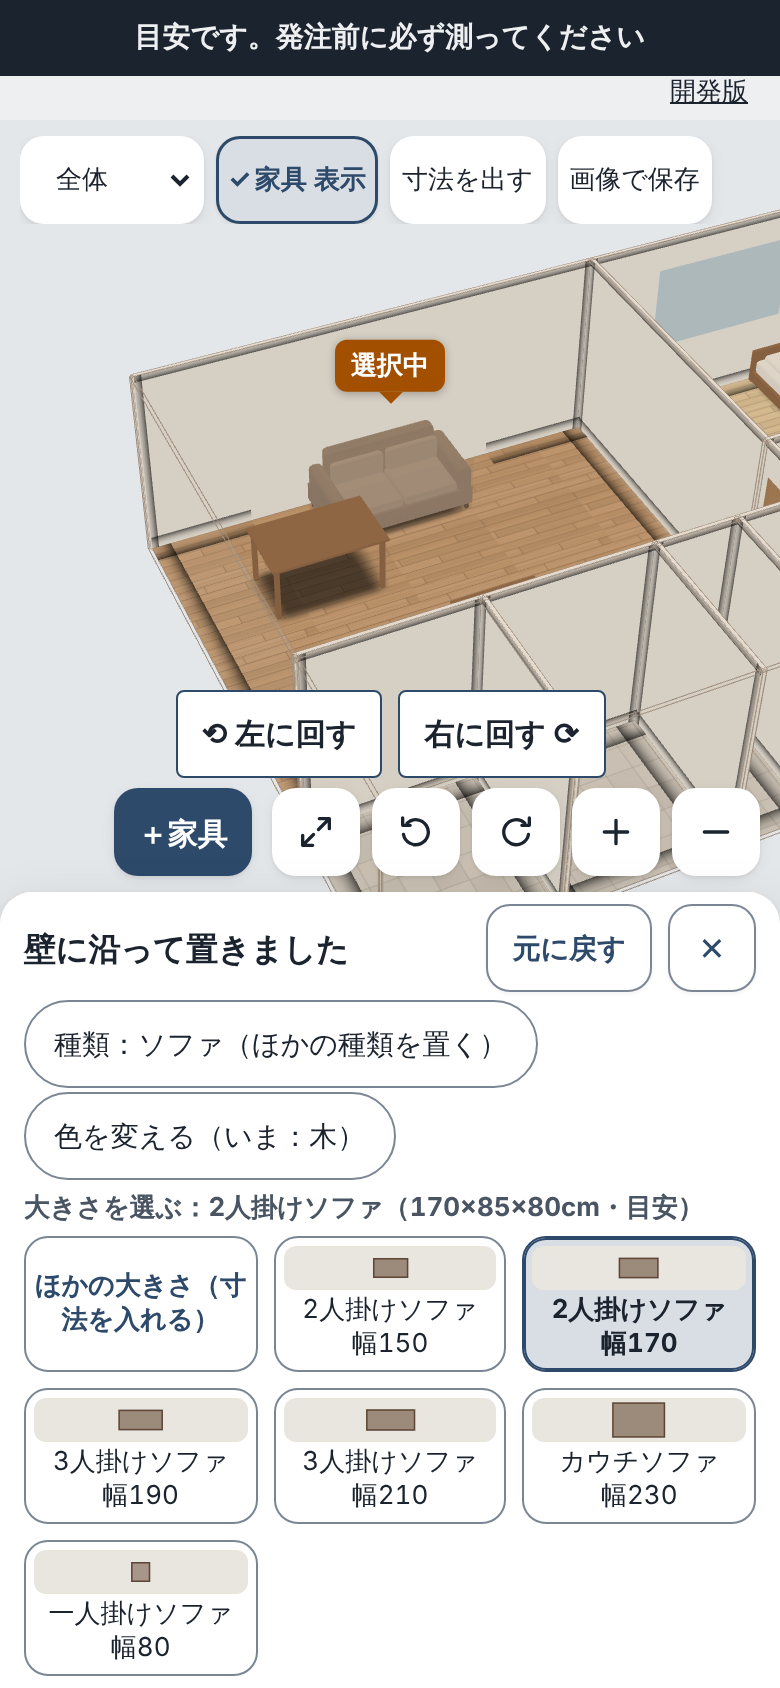 目安です。発注前に必ず測ってください
開発版
全体
✓家具 表示
寸法を出す
画像で保存
選択中
⟲ 左に回す
右に回す ⟳
+家具
壁に沿って置きました
元に戻す
×
種類：ソファ（ほかの種類を置く）
色を変える（いま：木）
大きさを選ぶ：2人掛けソファ（170×85×80cm・目安）
ほかの大きさ（寸
法を入れる）
2人掛けソファ
幅150
2人掛けソファ
幅170
3人掛けソファ
幅190
3人掛けソファ
幅210
カウチソファ
幅230
一人掛けソファ
幅80